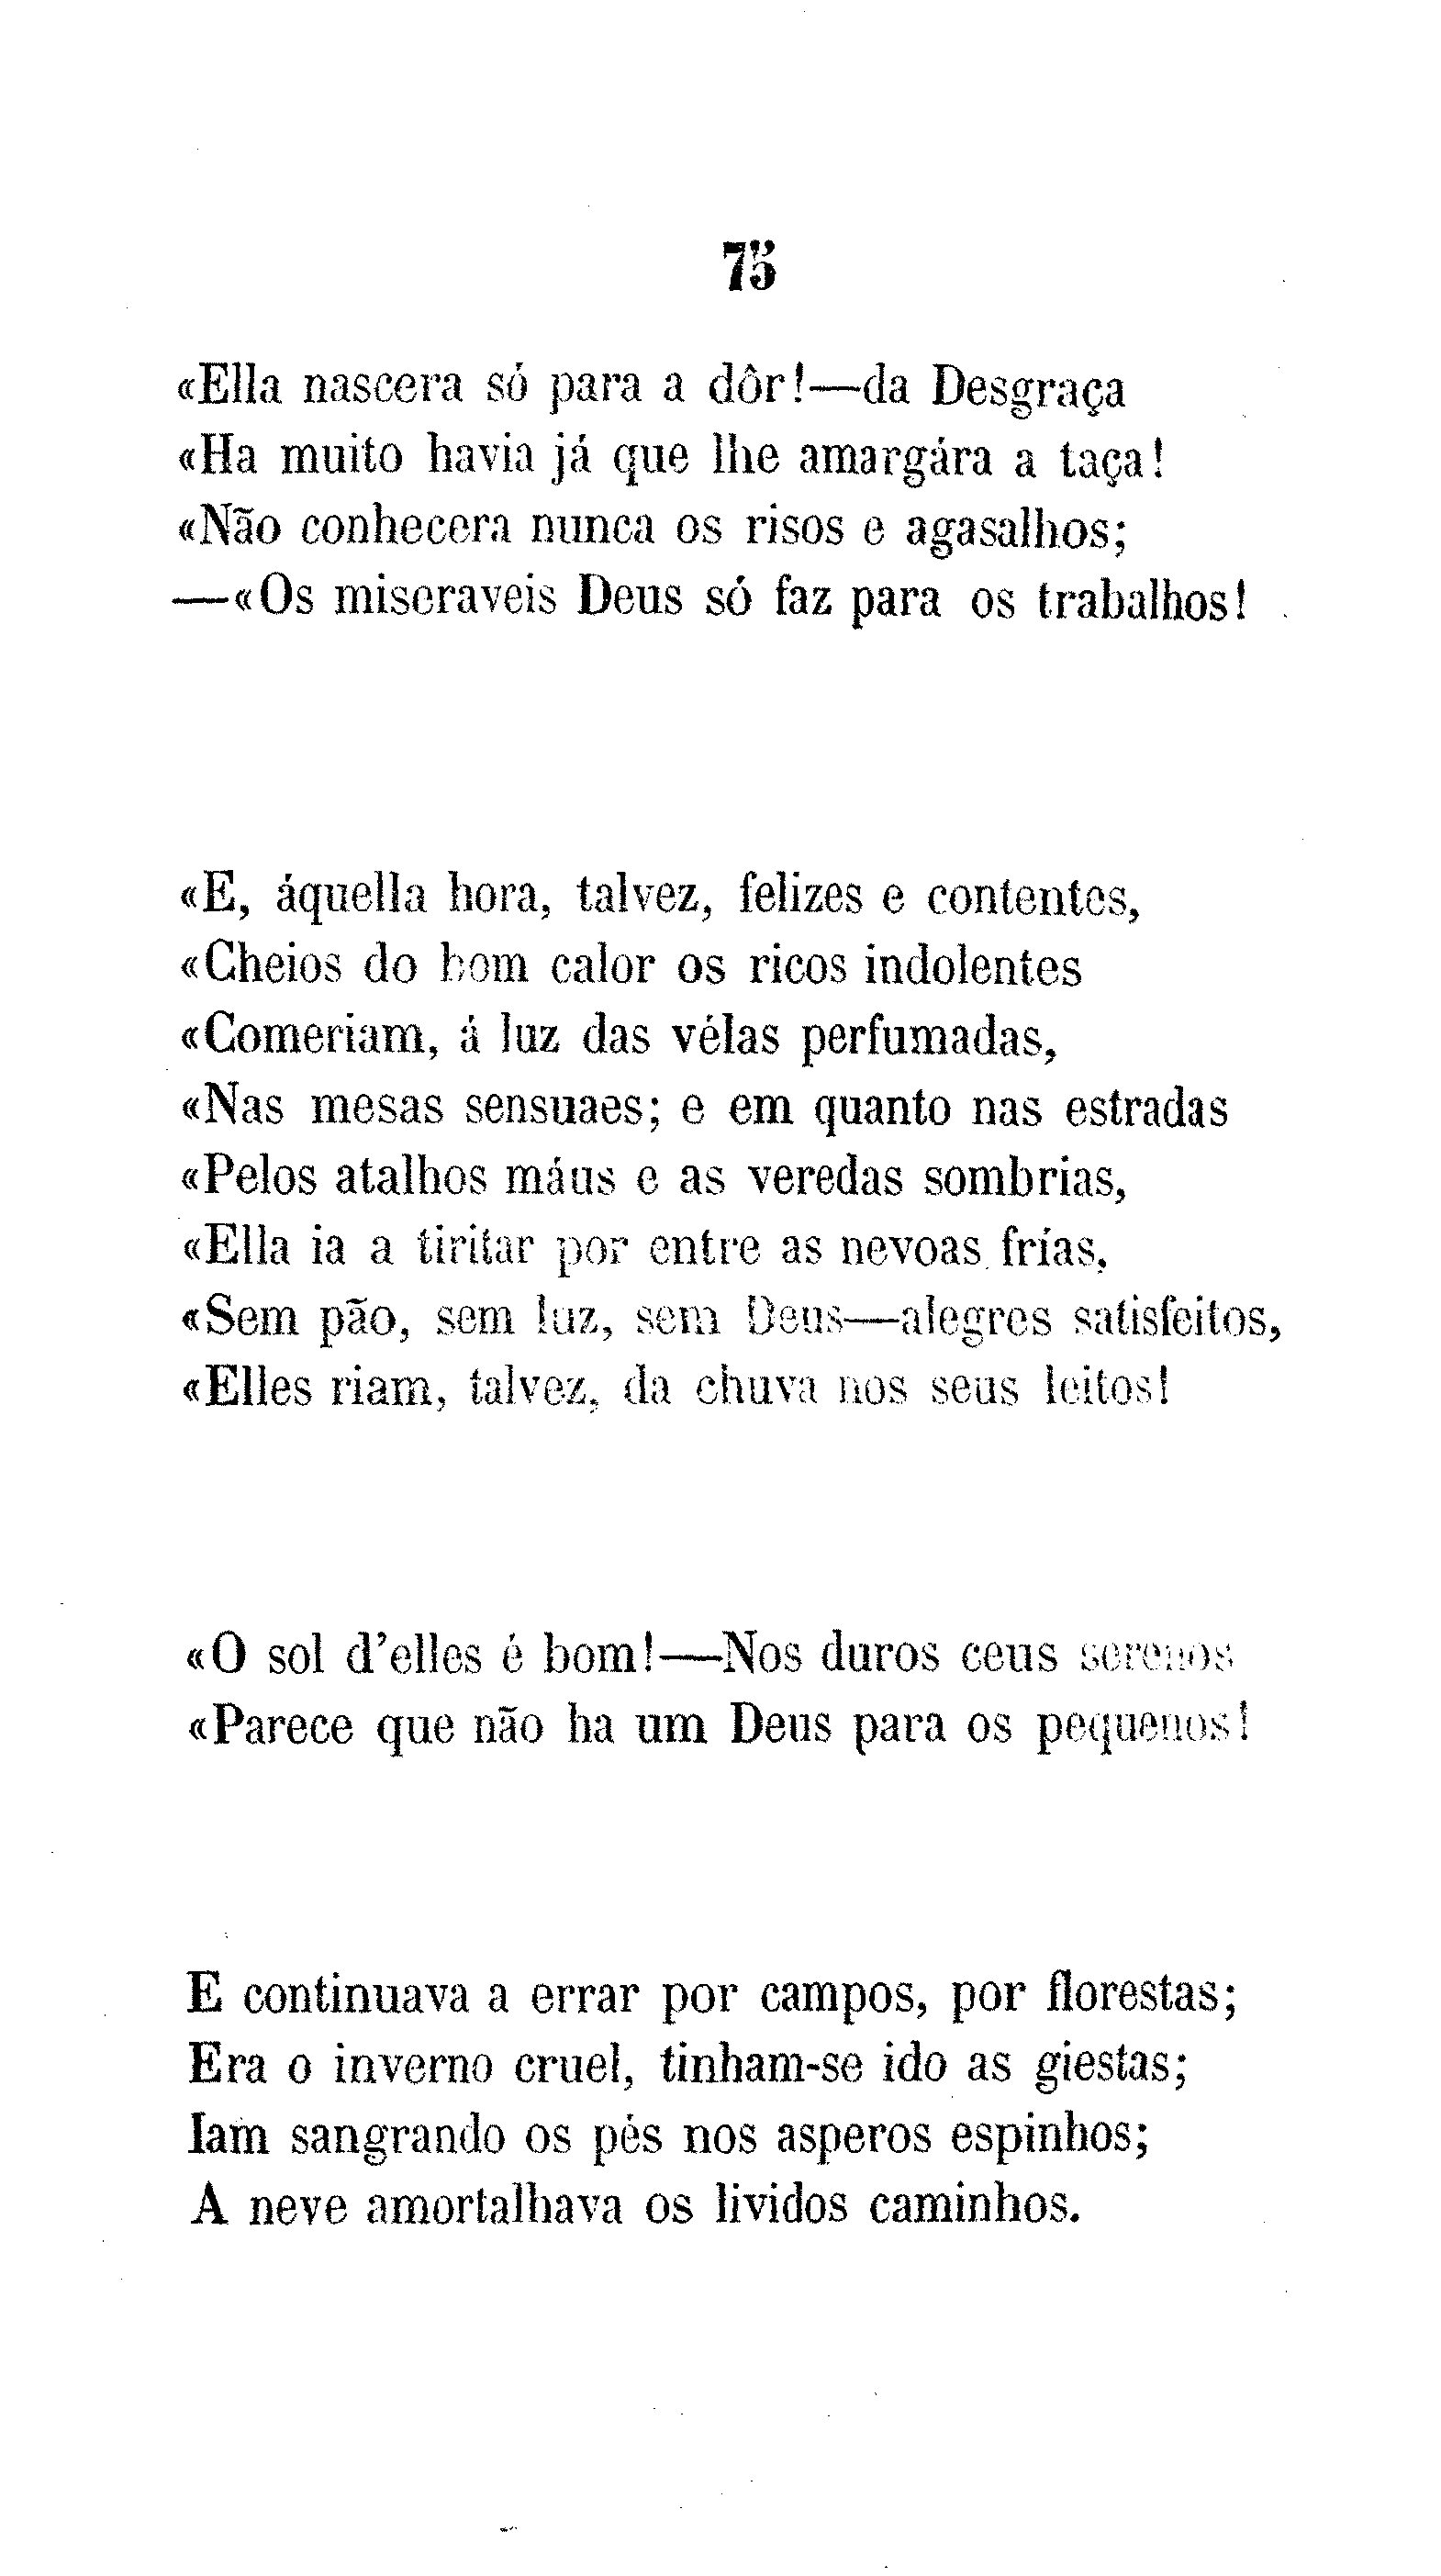 75
«Ella nascera só para a dôr!—da Desgraça
«Ha muito havia já que lhe amargára a taça!
«Não conhecera nunca os risos e agasalhos;
—«Os miseraveis Deus só faz para os trabalhos!
«E, áquella hora, talvez, felizes e contentes,
«Cheios do bom calor os ricos indolentes
«Comeriam, á luz das vélas perfumadas,
«Nas mesas sensuaes; e em quanto nas estradas
«Pelos atalhos máus e as veredas sombrias,
«Ella ia a tiritar por entre as nevoas frías,
«Sem pão, sem luz, sem Deus—alegres satisfeitos,
«Elles riam, talvez, da chuva nos seus leitos!
«O sol d'elles é bom!—Nos duros ceus serenos
«Parece que não ha um Deus para os pequenos!
E continuava a errar por campos, por florestas;
Era o inverno cruel, tinham-se ido as giestas;
Iam sangrando os pés nos asperos espinhos;
A neve amortalhava os lividos caminhos.